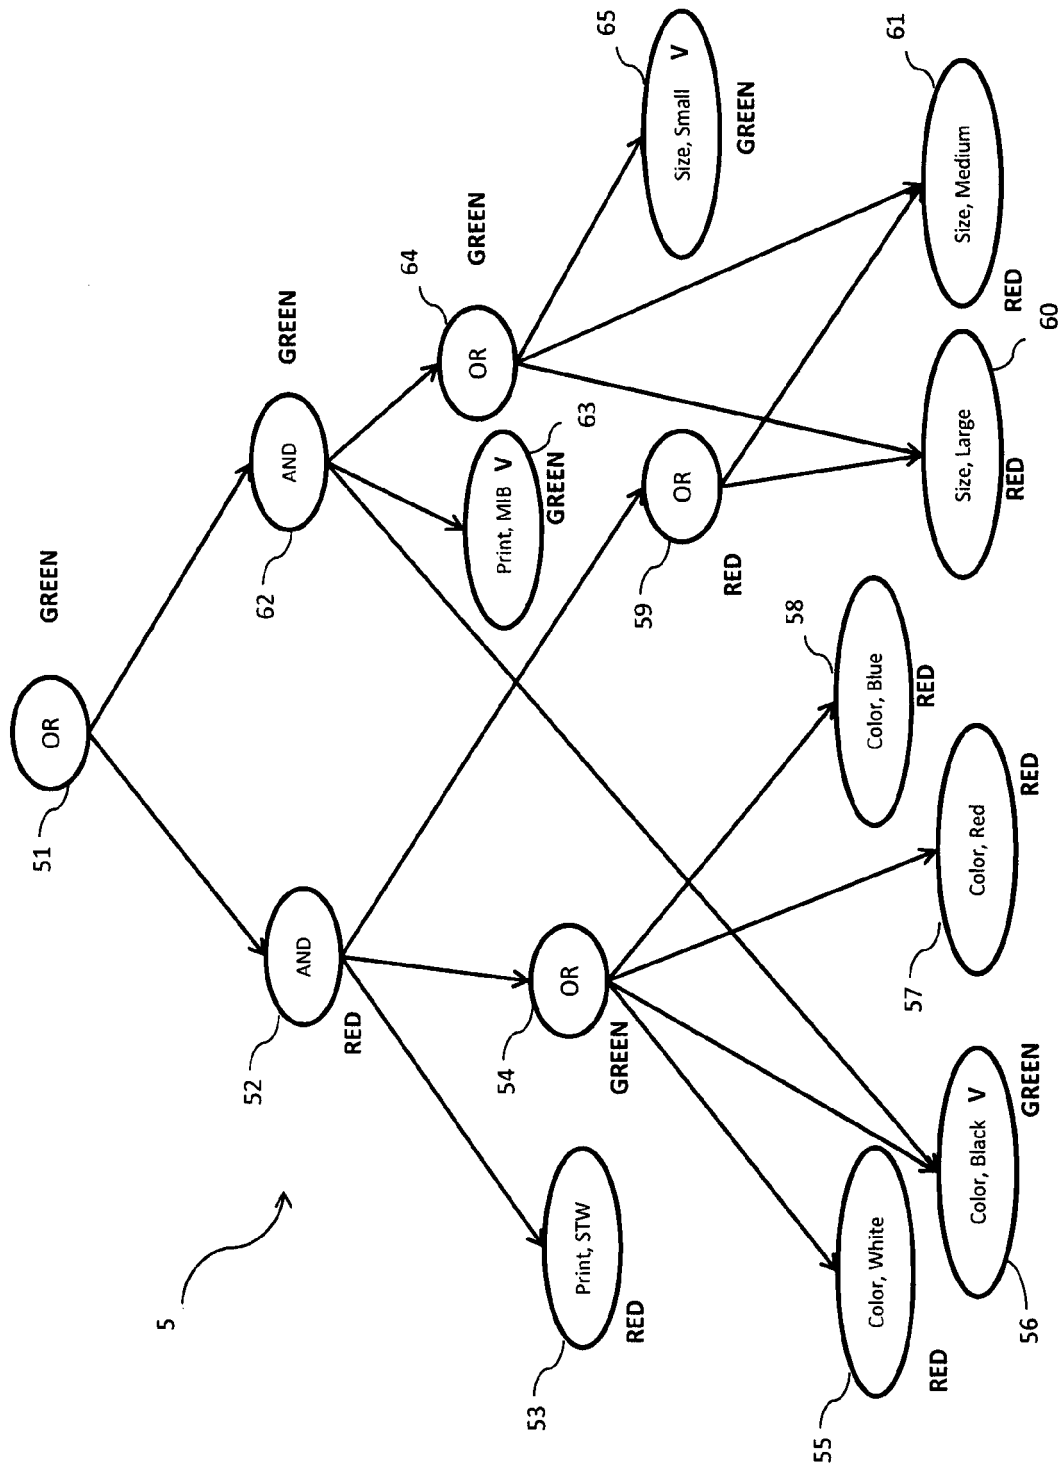 5
51
OR
GREEN
52
AND
RED
62
AND
GREEN
53
Print, STW
RED
54
OR
GREEN
63
Print, MIB V
GREEN
64
OR
GREEN
59
OR
RED
65
Size, Small V
GREEN
55
Color, White
RED
56
Color, Black V
GREEN
57
Color, Red
RED
58
Color, Blue
RED
60
Size, Large
RED
61
Size, Medium
RED